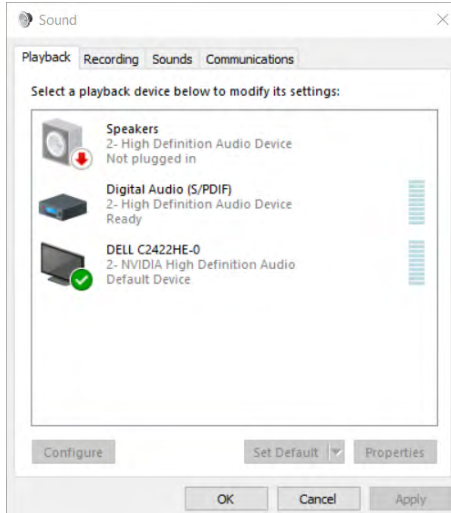 Sound
Playback Recording Sounds Communications
Select a playback device below to modify its settings:
Speakers
2- High Definition Audio Device
Not plugged in
Digital Audio (S/PDIF)
2- High Definition Audio Device
Ready
DELL C2422HE-0
2- NVIDIA High Definition Audio
Default Device
Configure Set Default Properties
OK Cancel Apply